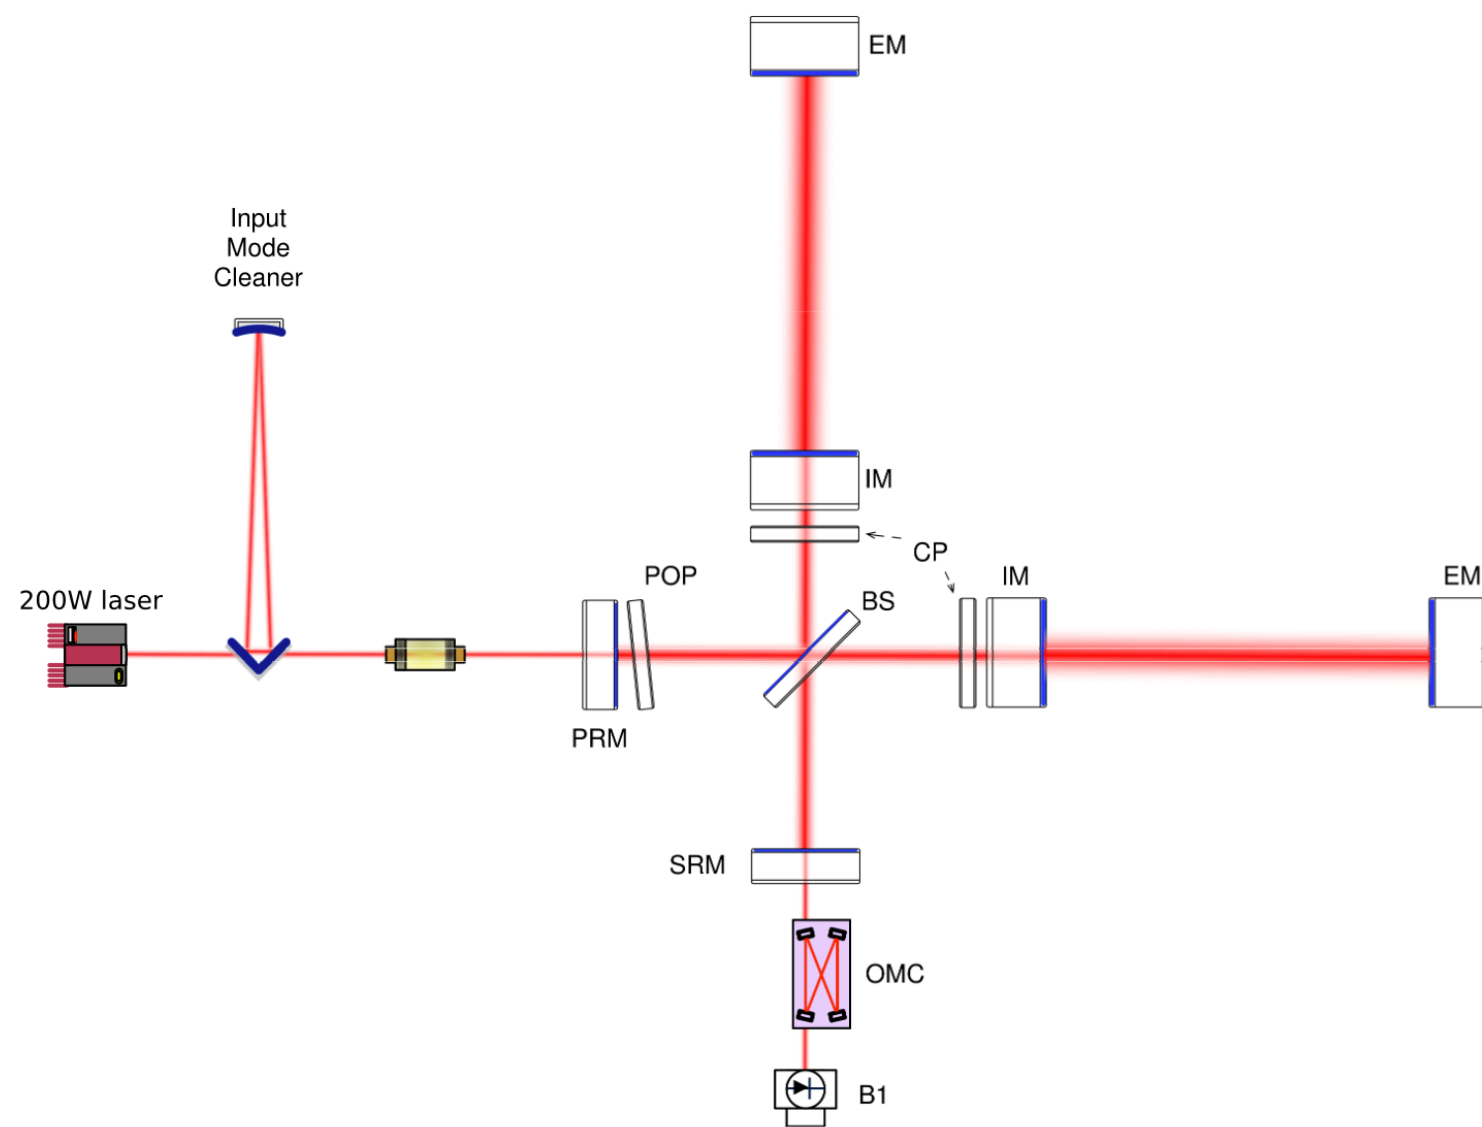 EM
Input
Mode
Cleaner
IM
CP
POP
IM
EM
200W laser
BS
PRM
SRM
OMC
B1